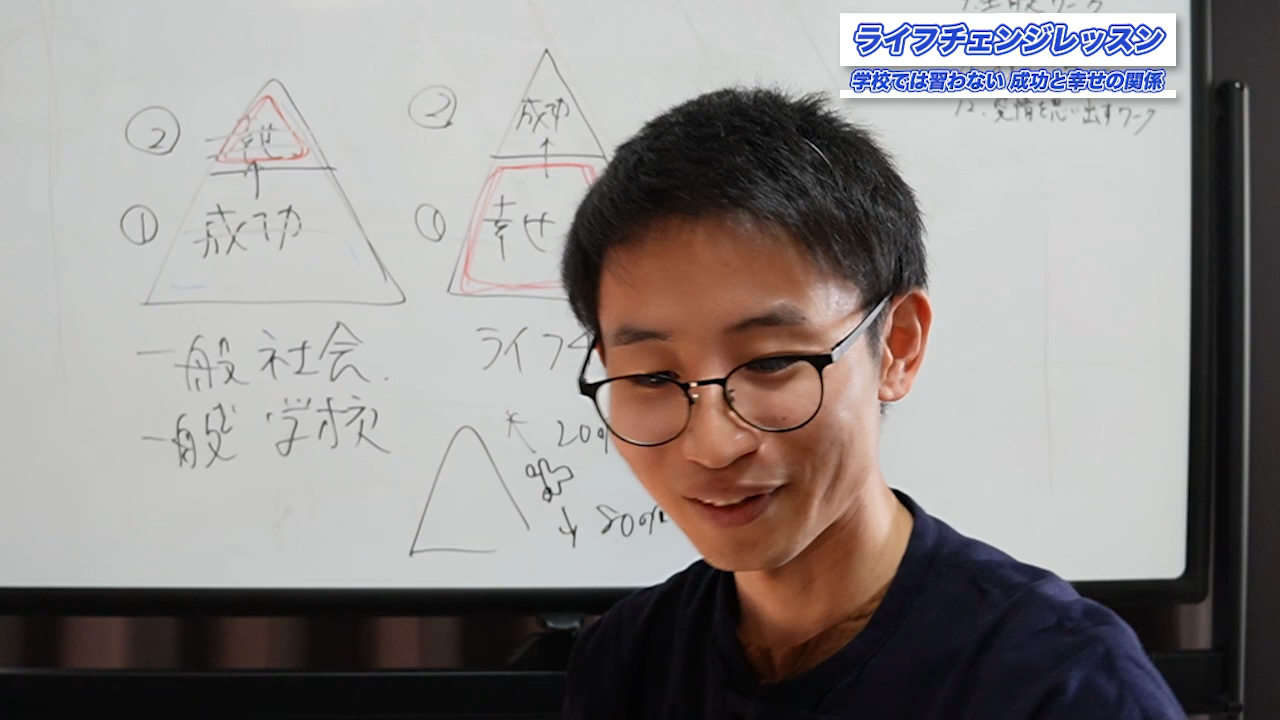 ライフチェンジレッスン
学校では習わない 成功と幸せの関係
12. 発情を思い出すワーク
②
幸せ
①
成功
一般社会
一般学校
②
成功
①
幸せ
ライフ
20%
80%